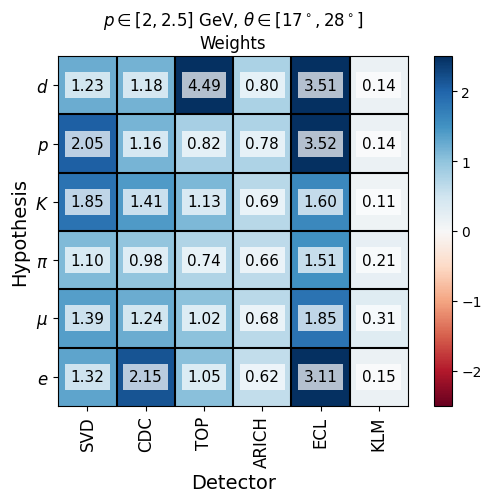 p ∈ [2, 2.5] GeV, θ ∈ [17°, 28°]
Weights
Hypothesis
d 1.23 1.18 4.49 0.80 3.51 0.14
p 2.05 1.16 0.82 0.78 3.52 0.14
K 1.85 1.41 1.13 0.69 1.60 0.11
π 1.10 0.98 0.74 0.66 1.51 0.21
μ 1.39 1.24 1.02 0.68 1.85 0.31
e 1.32 2.15 1.05 0.62 3.11 0.15
SVD CDC TOP ARICH ECL KLM
Detector
2
1
0
−1
−2